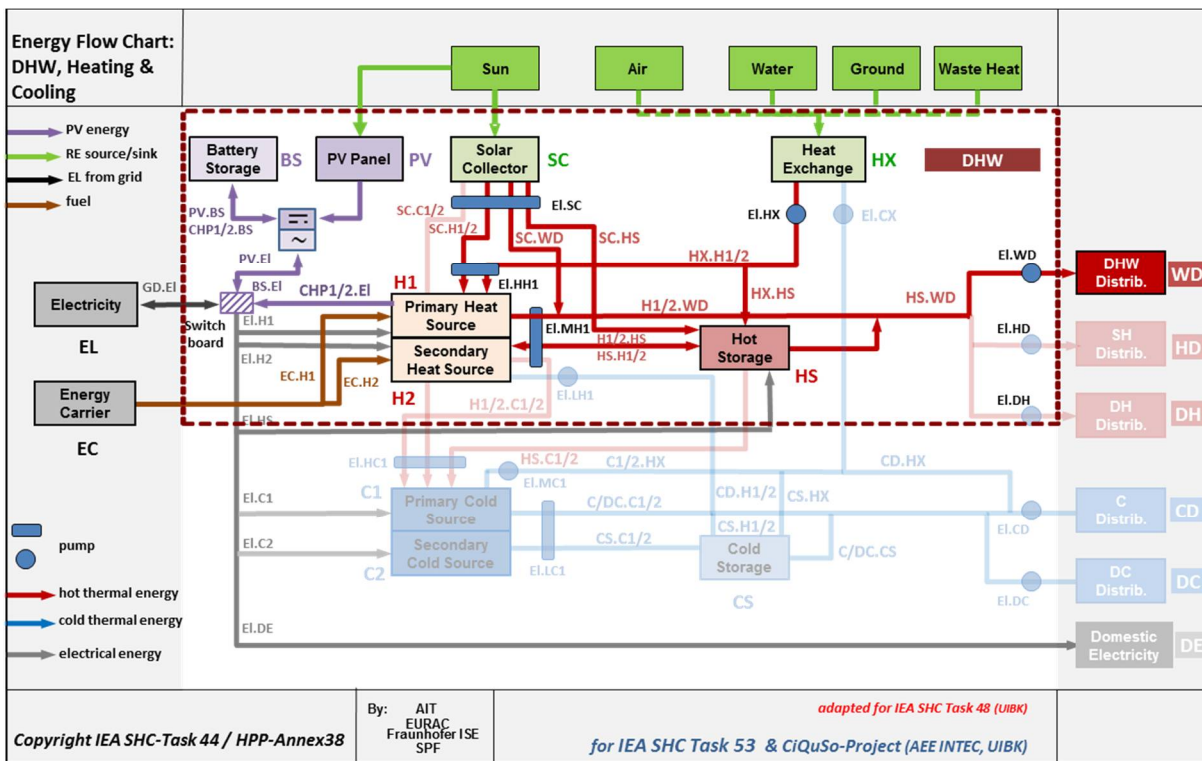 Energy Flow Chart:
DHW, Heating &
Cooling
Sun
Air
Water
Ground
Waste Heat
PV energy
RE source/sink
EL from grid
fuel
Battery
Storage
BS
PV Panel
PV
Solar
Collector
SC
Heat
Exchange
HX
DHW
El.SC
El.HX
El.CX
PV.BS
CHP1/2.BS
SC.C1/2
SC.H1/2
SC.WD
SC.HS
HX.H1/2
El.WD
DHW
Distrib.
WD
PV.El
BS.El
CHP1/2.El
H1
El.HH1
HX.HS
HS.WD
GD.El
Electricity
EL
Switch
board
El.H1
El.H2
Primary Heat
Source
Secondary
Heat Source
H2
El.MH1
H1/2.WD
H1/2.HS
HS.H1/2
Hot
Storage
HS
El.HD
SH
Distrib.
HD
EC.H1
EC.H2
El.LH1
Energy
Carrier
EC
El.HS
H1/2.C1/2
El.DH
DH
Distrib.
DH
El.HC1
HS.C1/2
El.MC1
C1/2.HX
CD.HX
El.C1
C1
Primary Cold
Source
C/DC.C1/2
CD.H1/2
CS.HX
C
Distrib.
CD
El.CD
El.C2
Secondary
Cold Source
C2
El.LC1
CS.C1/2
CS.H1/2
Cold
Storage
CS
C/DC.CS
El.DC
DC
Distrib.
DC
pump
hot thermal energy
cold thermal energy
electrical energy
El.DE
Domestic
Electricity
DE
Copyright IEA SHC-Task 44 / HPP-Annex38
By:
AIT
EURAC
Fraunhofer ISE
SPF
adapted for IEA SHC Task 48 (UIBK)
for IEA SHC Task 53 & CiQuSo-Project (AEE INTEC, UIBK)